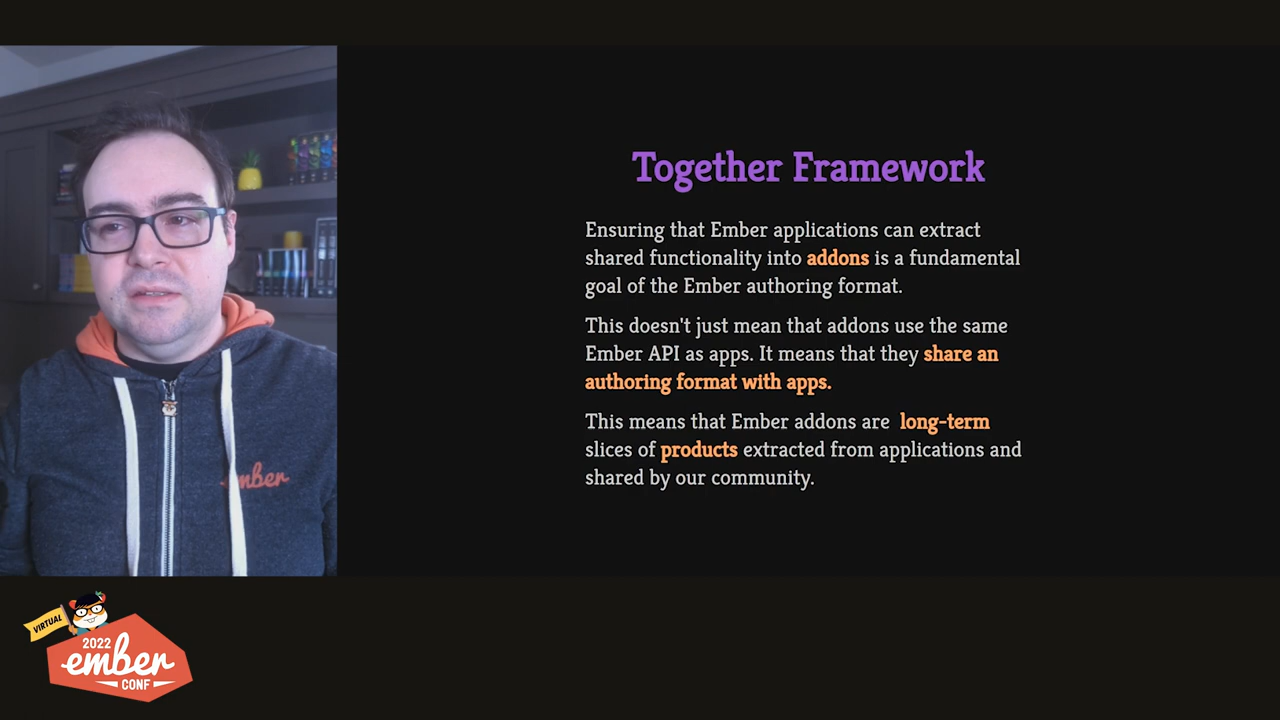 Together Framework
Ensuring that Ember applications can extract
shared functionality into addons is a fundamental
goal of the Ember authoring format.
This doesn't just mean that addons use the same
Ember API as apps. It means that they share an
authoring format with apps.
This means that Ember addons are long-term
slices of products extracted from applications and
shared by our community.
ember
VIRTUAL
2022
ember
CONF